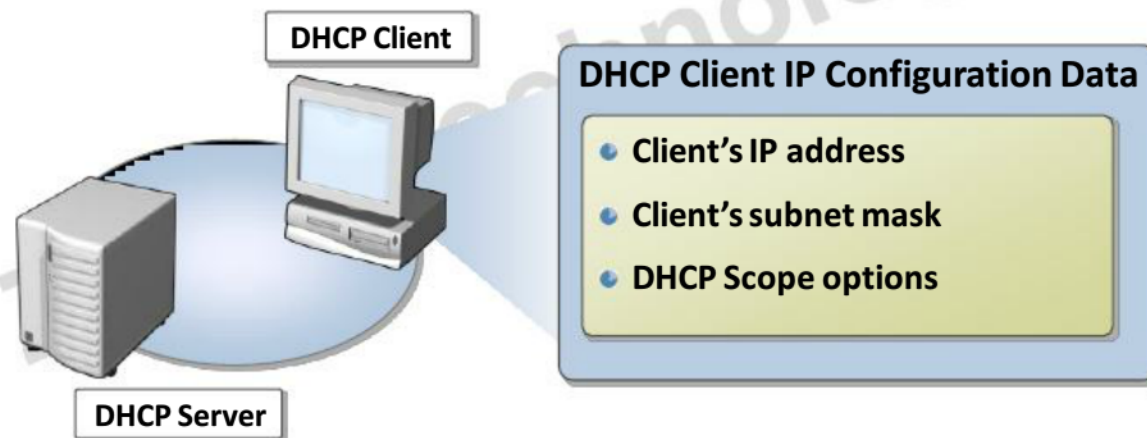 DHCP Client
DHCP Client IP Configuration Data
Client's IP address
Client's subnet mask
DHCP Scope options
DHCP Server